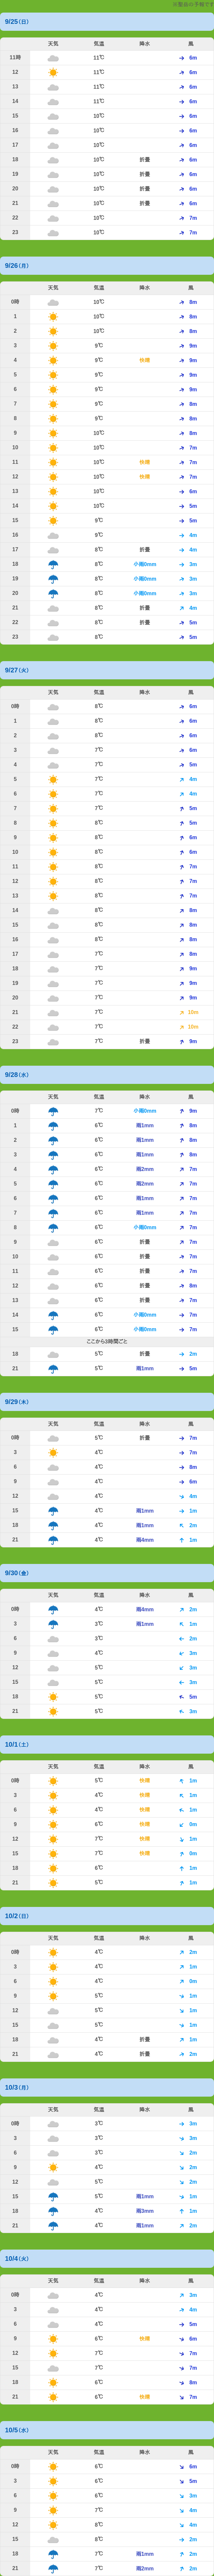 9/25(日)
天気 気温 降水 風
11時 11℃ 6m
12 11℃ 6m
13 11℃ 6m
14 11℃ 6m
15 10℃ 6m
16 10℃ 6m
17 10℃ 6m
18 10℃ 折畳 6m
19 10℃ 折畳 6m
20 10℃ 折畳 6m
21 10℃ 折畳 6m
22 10℃ 7m
23 10℃ 7m
9/26(月)
天気 気温 降水 風
0時 10℃ 8m
1 10℃ 8m
2 10℃ 8m
3 9℃ 9m
4 9℃ 快晴 9m
5 9℃ 9m
6 9℃ 9m
7 9℃ 8m
8 9℃ 8m
9 10℃ 8m
10 10℃ 7m
11 10℃ 快晴 7m
12 10℃ 快晴 7m
13 10℃ 6m
14 10℃ 5m
15 9℃ 5m
16 9℃ 4m
17 8℃ 折畳 4m
18 8℃ 小雨0mm 3m
19 8℃ 小雨0mm 3m
20 8℃ 小雨0mm 3m
21 8℃ 折畳 4m
22 8℃ 折畳 5m
23 8℃ 5m
9/27(火)
天気 気温 降水 風
0時 8℃ 6m
1 8℃ 6m
2 8℃ 6m
3 7℃ 6m
4 7℃ 5m
5 7℃ 4m
6 7℃ 4m
7 7℃ 5m
8 7℃ 5m
9 8℃ 6m
10 8℃ 6m
11 8℃ 7m
12 8℃ 7m
13 8℃ 7m
14 8℃ 8m
15 8℃ 8m
16 8℃ 8m
17 8℃ 8m
18 7℃ 9m
19 7℃ 9m
20 7℃ 9m
21 7℃ 10m
22 7℃ 10m
23 7℃ 折畳 9m
9/28(水)
天気 気温 降水 風
0時 7℃ 小雨0mm 9m
1 6℃ 雨1mm 8m
2 6℃ 雨1mm 8m
3 6℃ 雨1mm 8m
4 6℃ 雨2mm 7m
5 6℃ 雨2mm 7m
6 6℃ 雨1mm 7m
7 6℃ 雨1mm 7m
8 6℃ 小雨0mm 7m
9 6℃ 折畳 7m
10 6℃ 折畳 7m
11 6℃ 折畳 7m
12 6℃ 折畳 8m
13 6℃ 折畳 7m
14 6℃ 小雨0mm 7m
15 6℃ 小雨0mm 7m
ここから3時間ごと
18 5℃ 折畳 2m
21 5℃ 雨1mm 5m
9/29(木)
天気 気温 降水 風
0時 5℃ 折畳 7m
3 4℃ 7m
6 4℃ 8m
9 4℃ 6m
12 4℃ 4m
15 4℃ 雨1mm 1m
18 4℃ 雨1mm 2m
21 4℃ 雨4mm 1m
9/30(金)
天気 気温 降水 風
0時 4℃ 雨4mm 2m
3 3℃ 雨1mm 1m
6 3℃ 2m
9 4℃ 3m
12 5℃ 3m
15 5℃ 3m
18 5℃ 5m
21 5℃ 3m
10/1(土)
天気 気温 降水 風
0時 5℃ 快晴 1m
3 4℃ 快晴 1m
6 4℃ 快晴 1m
9 6℃ 快晴 0m
12 7℃ 快晴 1m
15 7℃ 快晴 0m
18 6℃ 1m
21 5℃ 1m
10/2(日)
天気 気温 降水 風
0時 4℃ 2m
3 4℃ 1m
6 4℃ 0m
9 5℃ 1m
12 5℃ 1m
15 5℃ 1m
18 4℃ 折畳 1m
21 4℃ 折畳 2m
10/3(月)
天気 気温 降水 風
0時 3℃ 3m
3 3℃ 3m
6 3℃ 2m
9 4℃ 2m
12 5℃ 2m
15 5℃ 雨1mm 1m
18 4℃ 雨3mm 1m
21 4℃ 雨1mm 2m
10/4(火)
天気 気温 降水 風
0時 4℃ 3m
3 4℃ 4m
6 4℃ 5m
9 6℃ 快晴 6m
12 7℃ 7m
15 7℃ 7m
18 6℃ 8m
21 6℃ 快晴 7m
10/5(水)
天気 気温 降水 風
0時 6℃ 6m
3 6℃ 5m
6 6℃ 3m
9 7℃ 4m
12 8℃ 4m
15 8℃ 2m
18 7℃ 雨1mm 2m
21 7℃ 雨2mm 2m